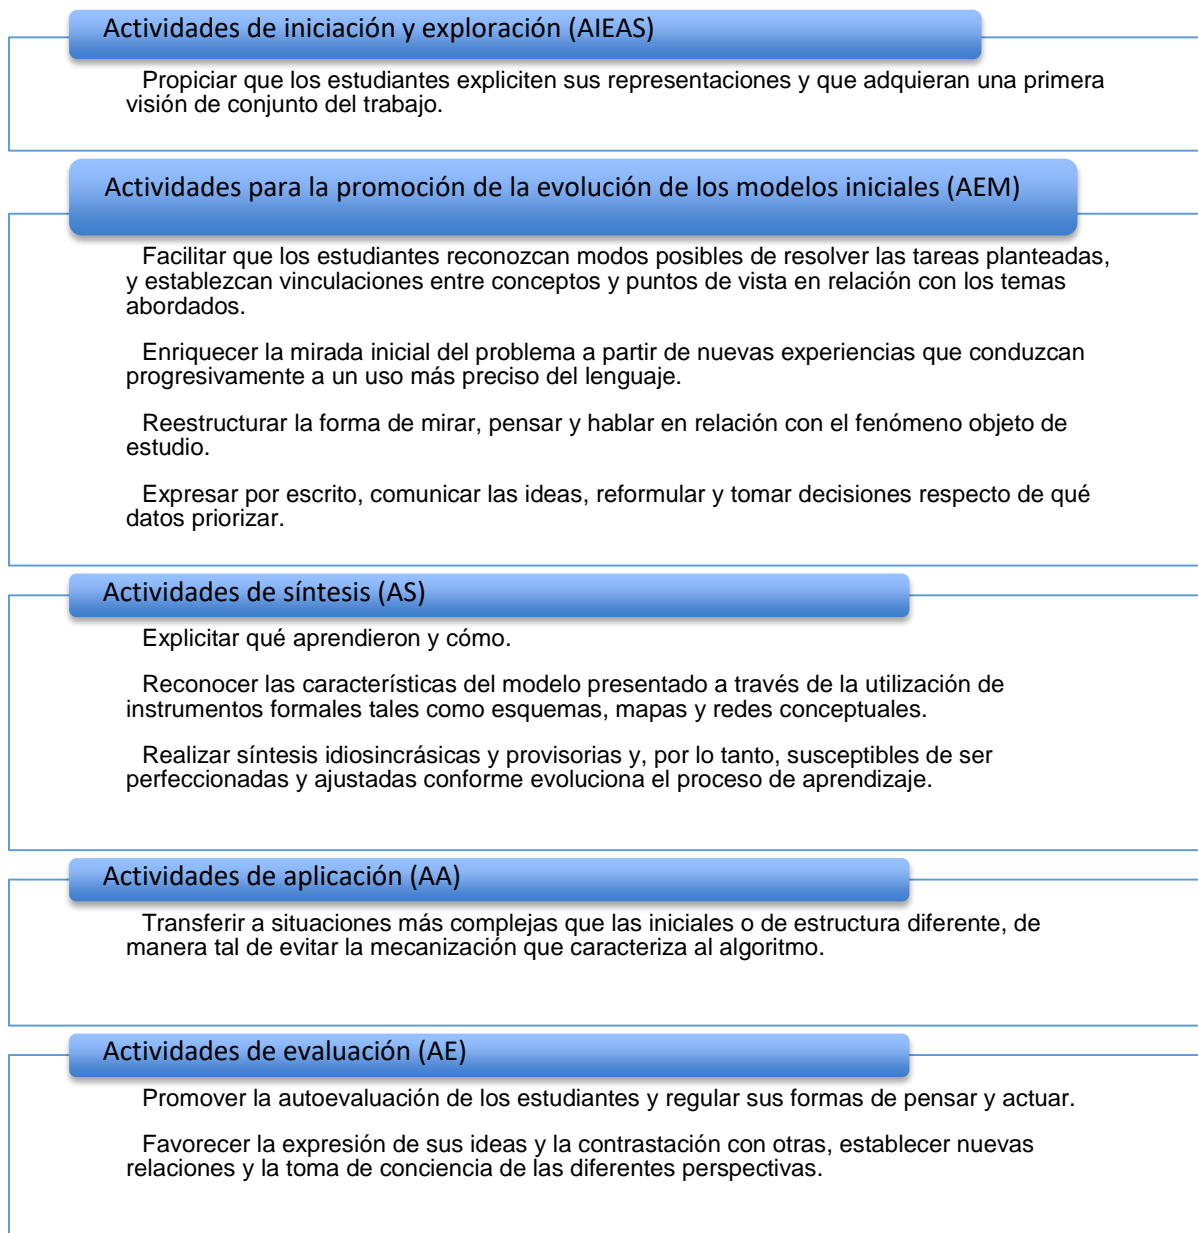 Actividades de iniciación y exploración (AIEAS)
Propiciar que los estudiantes expliciten sus representaciones y que adquieran una primera
visión de conjunto del trabajo.
Actividades para la promoción de la evolución de los modelos iniciales (AEM)
Facilitar que los estudiantes reconozcan modos posibles de resolver las tareas planteadas,
y establezcan vinculaciones entre conceptos y puntos de vista en relación con los temas
abordados.
Enriquecer la mirada inicial del problema a partir de nuevas experiencias que conduzcan
progresivamente a un uso más preciso del lenguaje.
Reestructurar la forma de mirar, pensar y hablar en relación con el fenómeno objeto de
estudio.
Expresar por escrito, comunicar las ideas, reformular y tomar decisiones respecto de qué
datos priorizar.
Actividades de síntesis (AS)
Explicitar qué aprendieron y cómo.
Reconocer las características del modelo presentado a través de la utilización de
instrumentos formales tales como esquemas, mapas y redes conceptuales.
Realizar síntesis idiosincrásicas y provisorias y, por lo tanto, susceptibles de ser
perfeccionadas y ajustadas conforme evoluciona el proceso de aprendizaje.
Actividades de aplicación (AA)
Transferir a situaciones más complejas que las iniciales o de estructura diferente, de
manera tal de evitar la mecanización que caracteriza al algoritmo.
Actividades de evaluación (AE)
Promover la autoevaluación de los estudiantes y regular sus formas de pensar y actuar.
Favorecer la expresión de sus ideas y la contrastación con otras, establecer nuevas
relaciones y la toma de conciencia de las diferentes perspectivas.